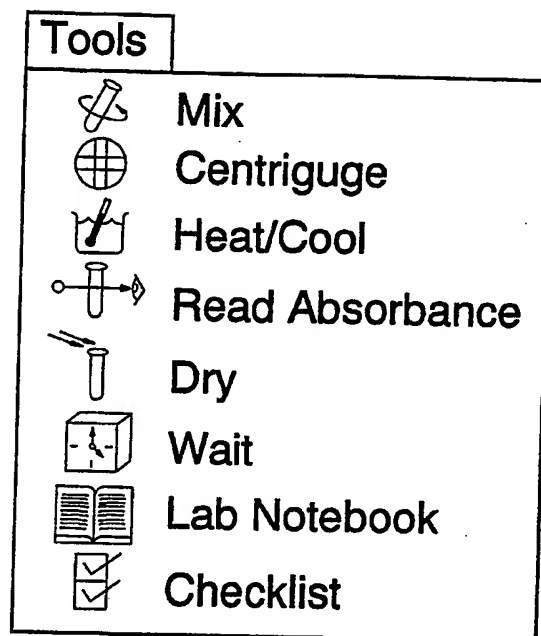 Tools
Mix
Centriguge
Heat/Cool
Read Absorbance
Dry
Wait
Lab Notebook
Checklist